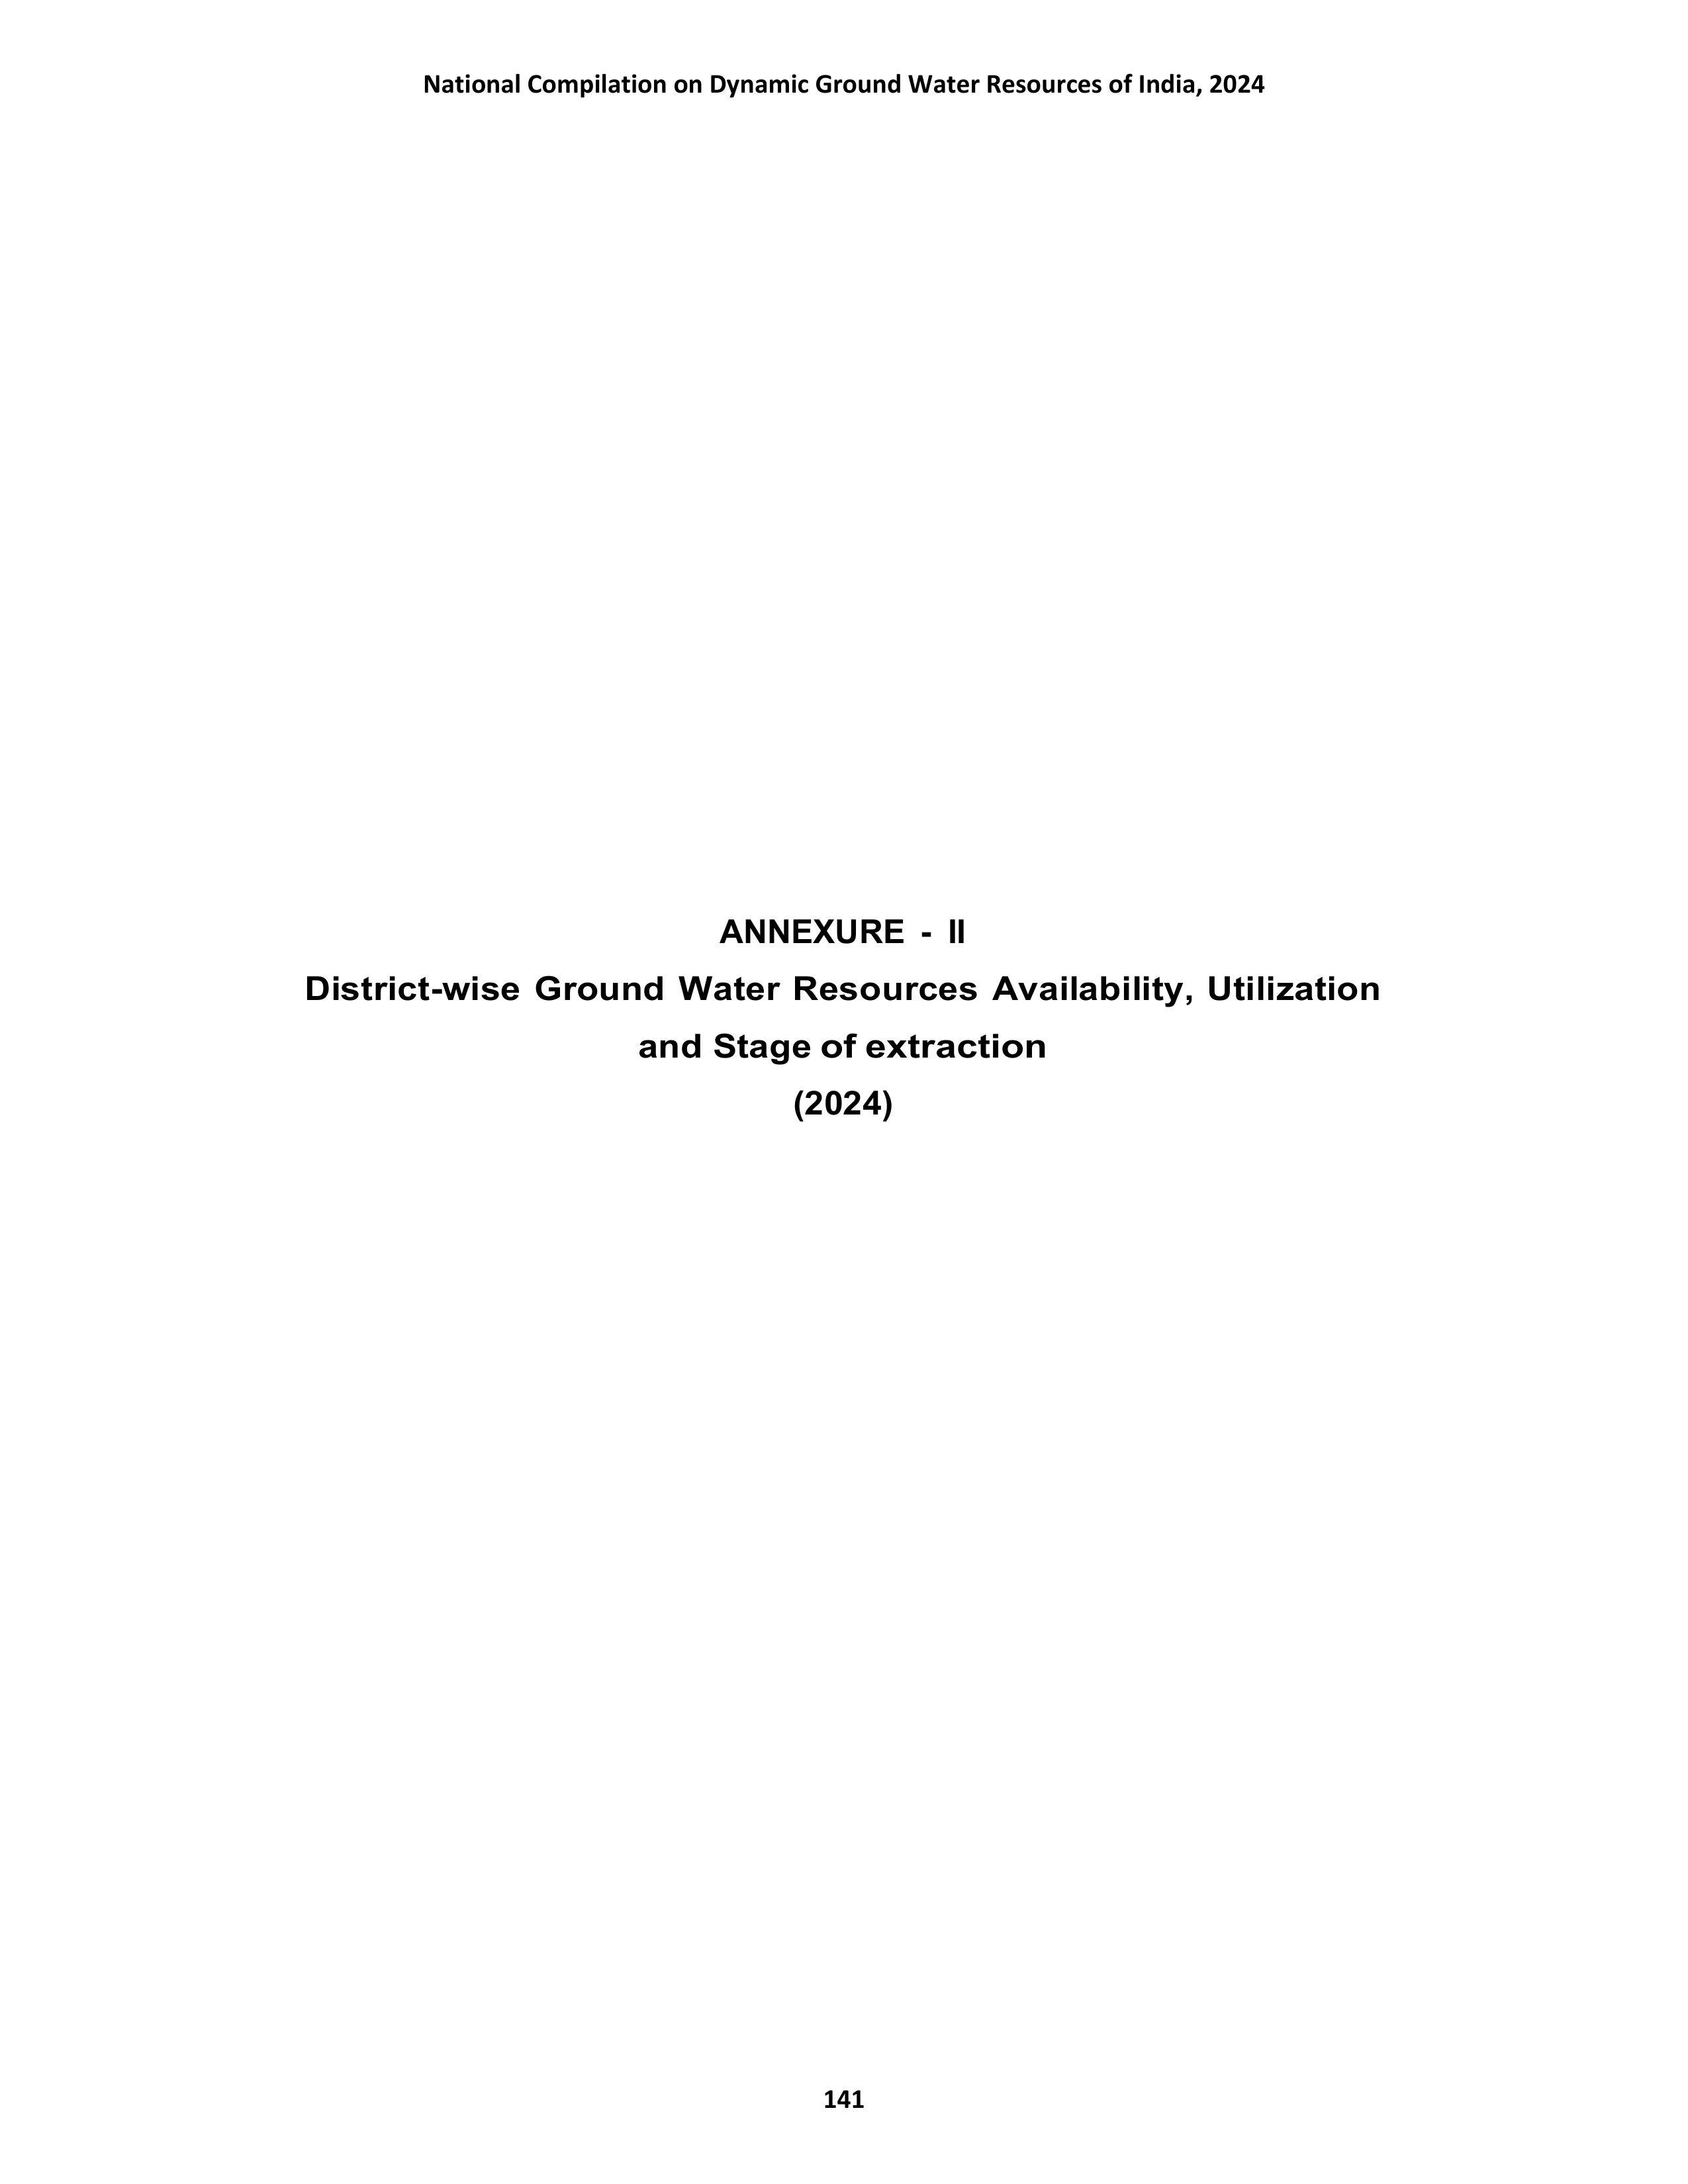 National Compilation on Dynamic Ground Water Resources of India, 2024
ANNEXURE - II
District-wise Ground Water Resources Availability, Utilization
and Stage of extraction
(2024)
141